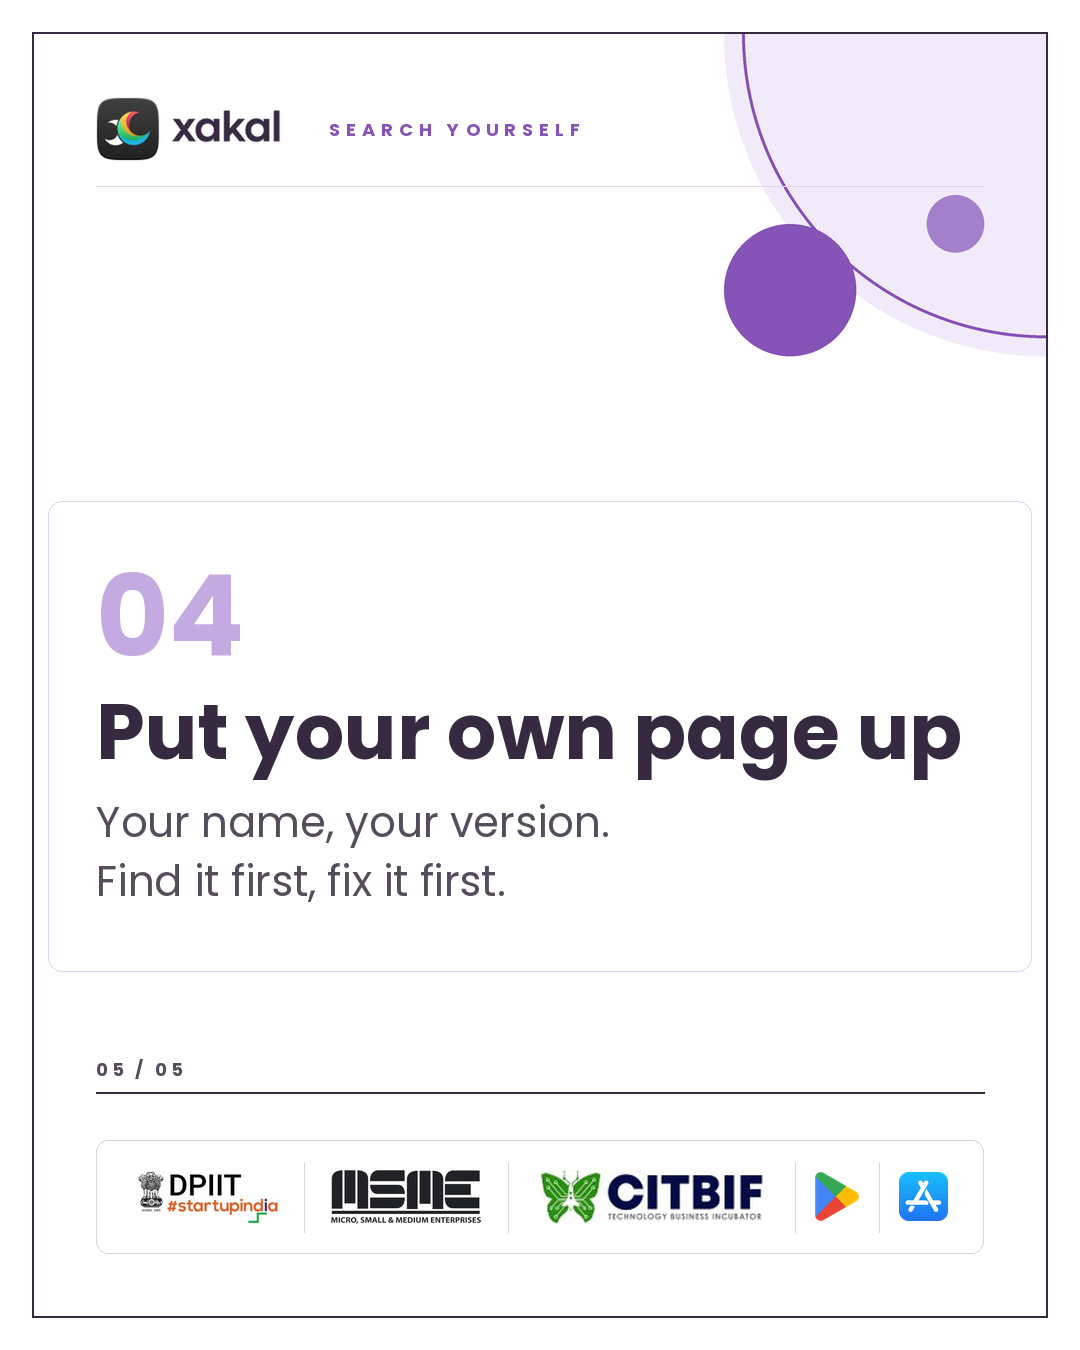 xakal
SEARCH YOURSELF
04
Put your own page up
Your name, your version.
Find it first, fix it first.
05 / 05
DPIIT
#startupindia
MSME
MICRO, SMALL & MEDIUM ENTERPRISES
CITBIF
TECHNOLOGY BUSINESS INCUBATOR